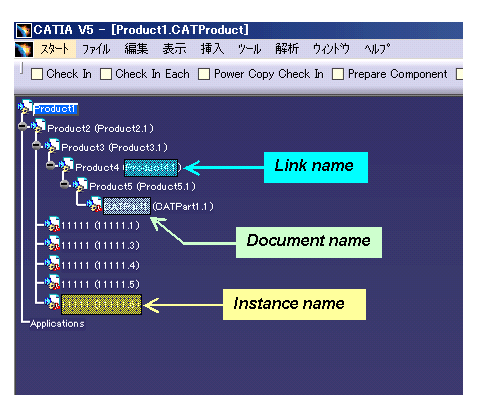 CATIA V5 - [Product1.CATProduct]
スタート ファイル 編集 表示 挿入 ツール 解析 ウィンドウ ヘルプ
Check In Check In Each Power Copy Check In Prepare Component
Product1
Product2 (Product2.1)
Product3 (Product3.1)
Product4 (Product4.1)
Link name
Product5 (Product5.1)
CATPart1 (CATPart1.1)
11111 (11111.1)
Document name
11111 (11111.3)
11111 (11111.4)
11111 (11111.5)
Instance name
Applications